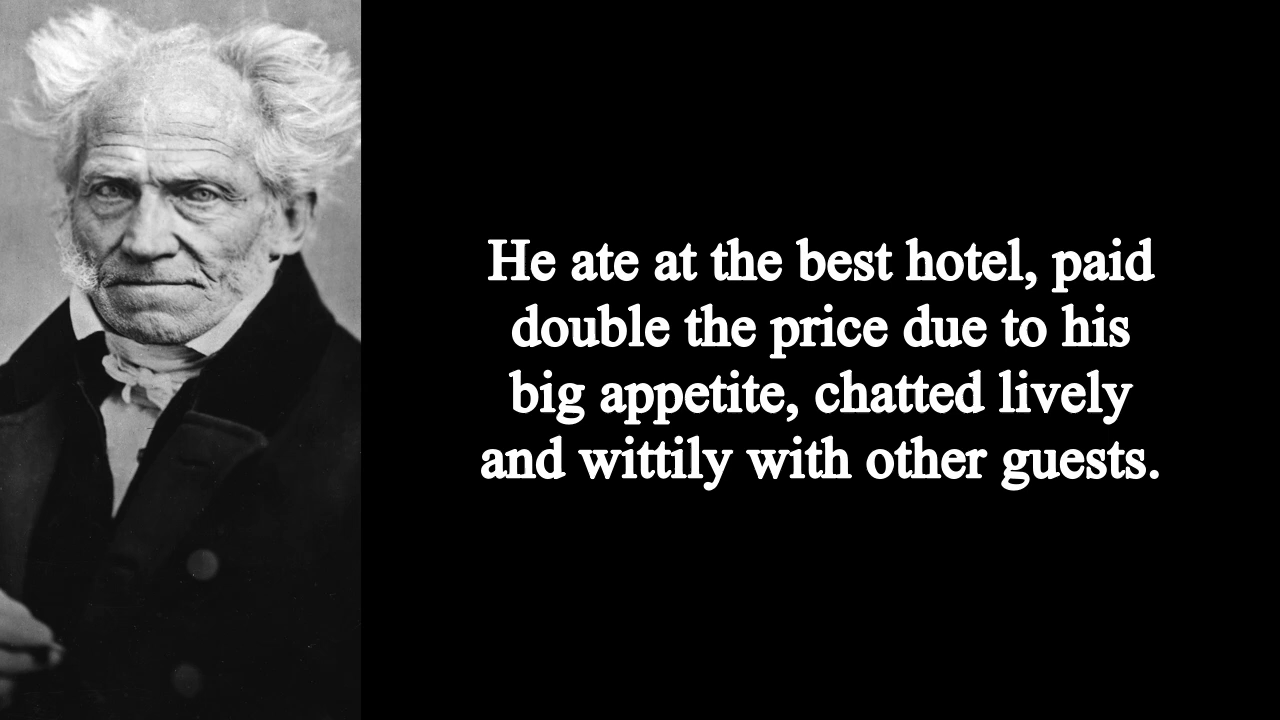 He ate at the best hotel, paid
double the price due to his
big appetite, chatted lively
and wittily with other guests.